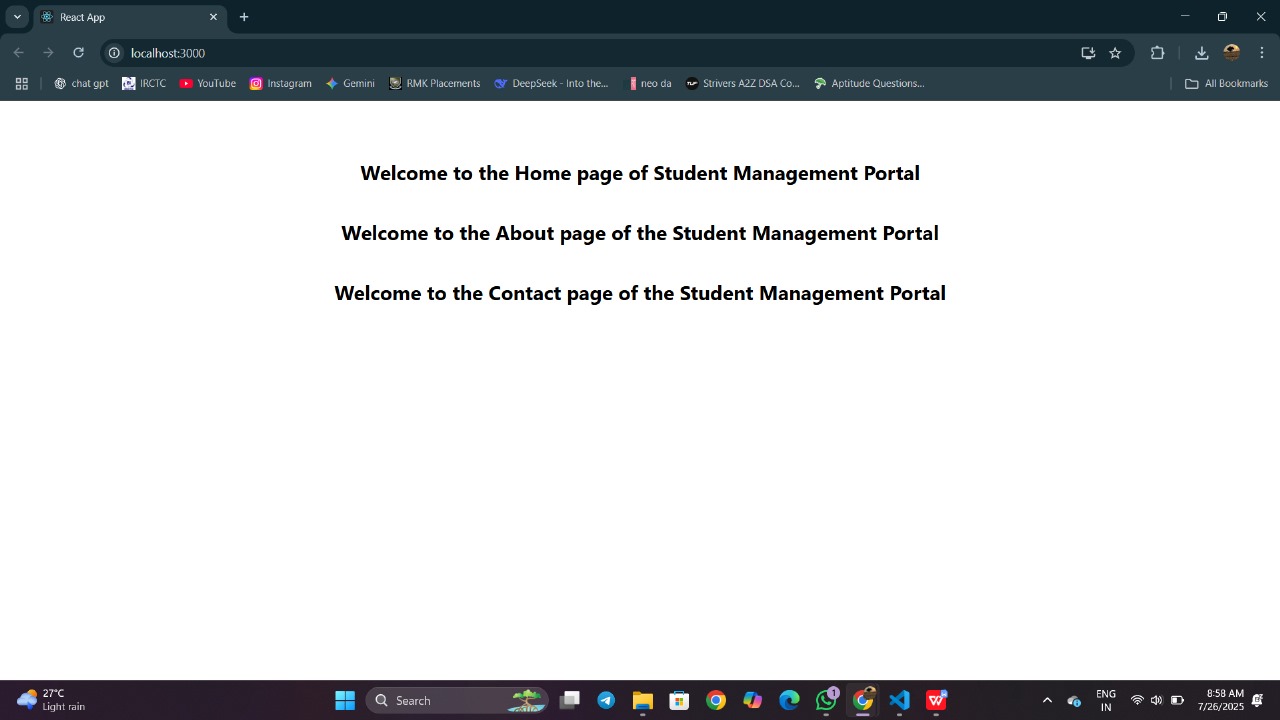 React App
localhost:3000
chat gpt
IRCTC
YouTube
Instagram
Gemini
RMK Placements
DeepSeek - Into the...
neo da
Strivers A2Z DSA Co...
Aptitude Questions...
All Bookmarks
Welcome to the Home page of Student Management Portal
Welcome to the About page of the Student Management Portal
Welcome to the Contact page of the Student Management Portal
27°C
Light rain
Search
1
ENG
IN
8:58 AM
7/26/2025